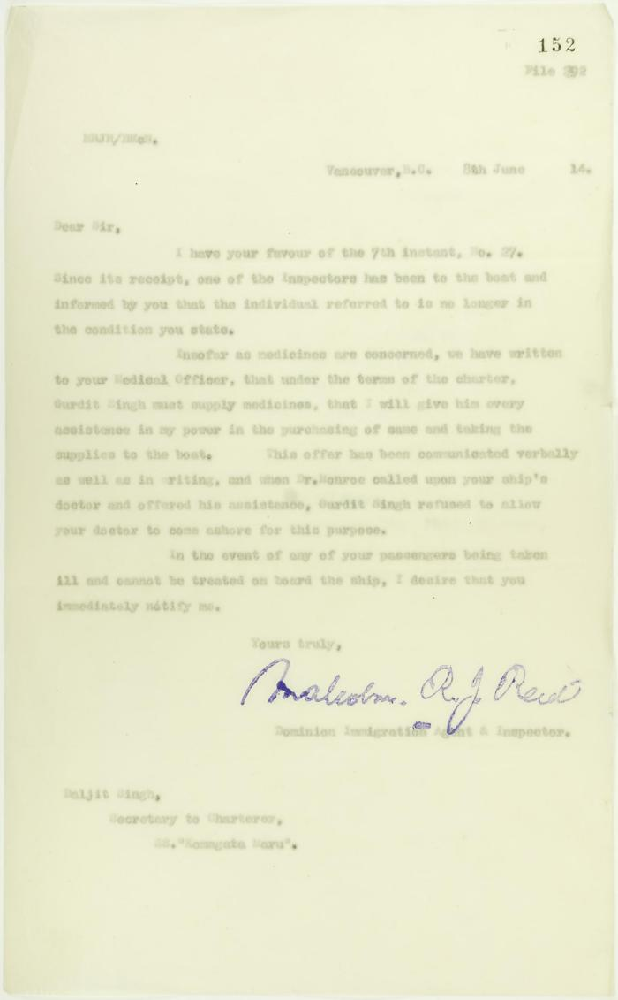 152
File 392
MRJR/HMcN.
Vancouver, B.C. 8th June 14.
Dear Sir,
I have your favour of the 7th instant, No. 27.
Since its receipt, one of the Inspectors has been to the boat and
informed by you that the individual referred to is no longer in
the condition you state.
Insofar as medicines are concerned, we have written
to your Medical Officer, that under the terms of the charter,
Gurdit Singh must supply medicines, that I will give him every
assistance in my power in the purchasing of same and taking the
supplies to the boat. This offer has been communicated verbally
as well as in writing, and when Dr. Monroe called upon your ship's
doctor and offered his assistance, Gurdit Singh refused to allow
your doctor to come ashore for this purpose.
In the event of any of your passengers being taken
ill and cannot be treated on board the ship, I desire that you
immediately notify me.
Yours truly,
Malcolm. R. J. Reid
Dominion Immigration Agent & Inspector.
Daljit Singh,
Secretary to Charterer,
SS. "Komagata Maru".